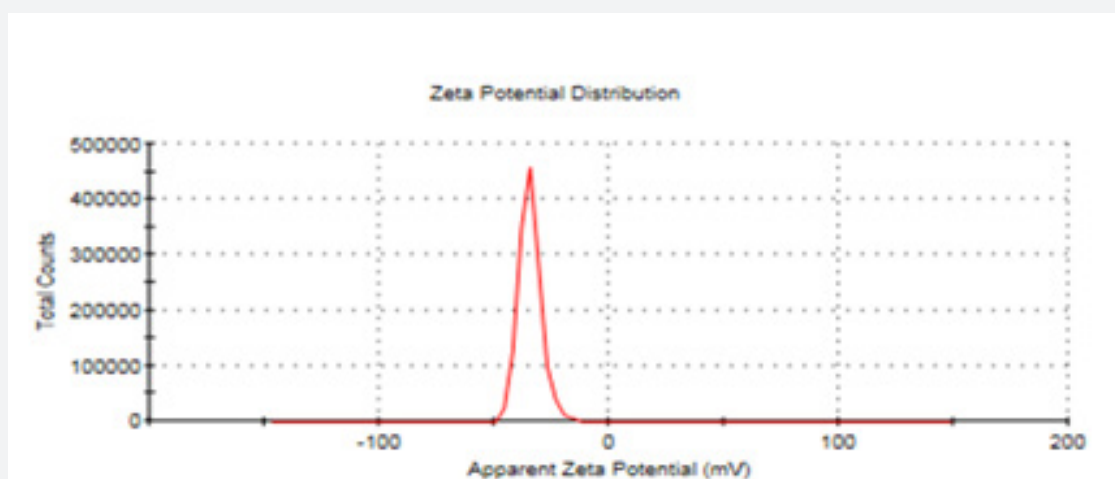 Zeta Potential Distribution
500000
400000
300000
200000
100000
0
Total Counts
-100 0 100 200
Apparent Zeta Potential (mV)